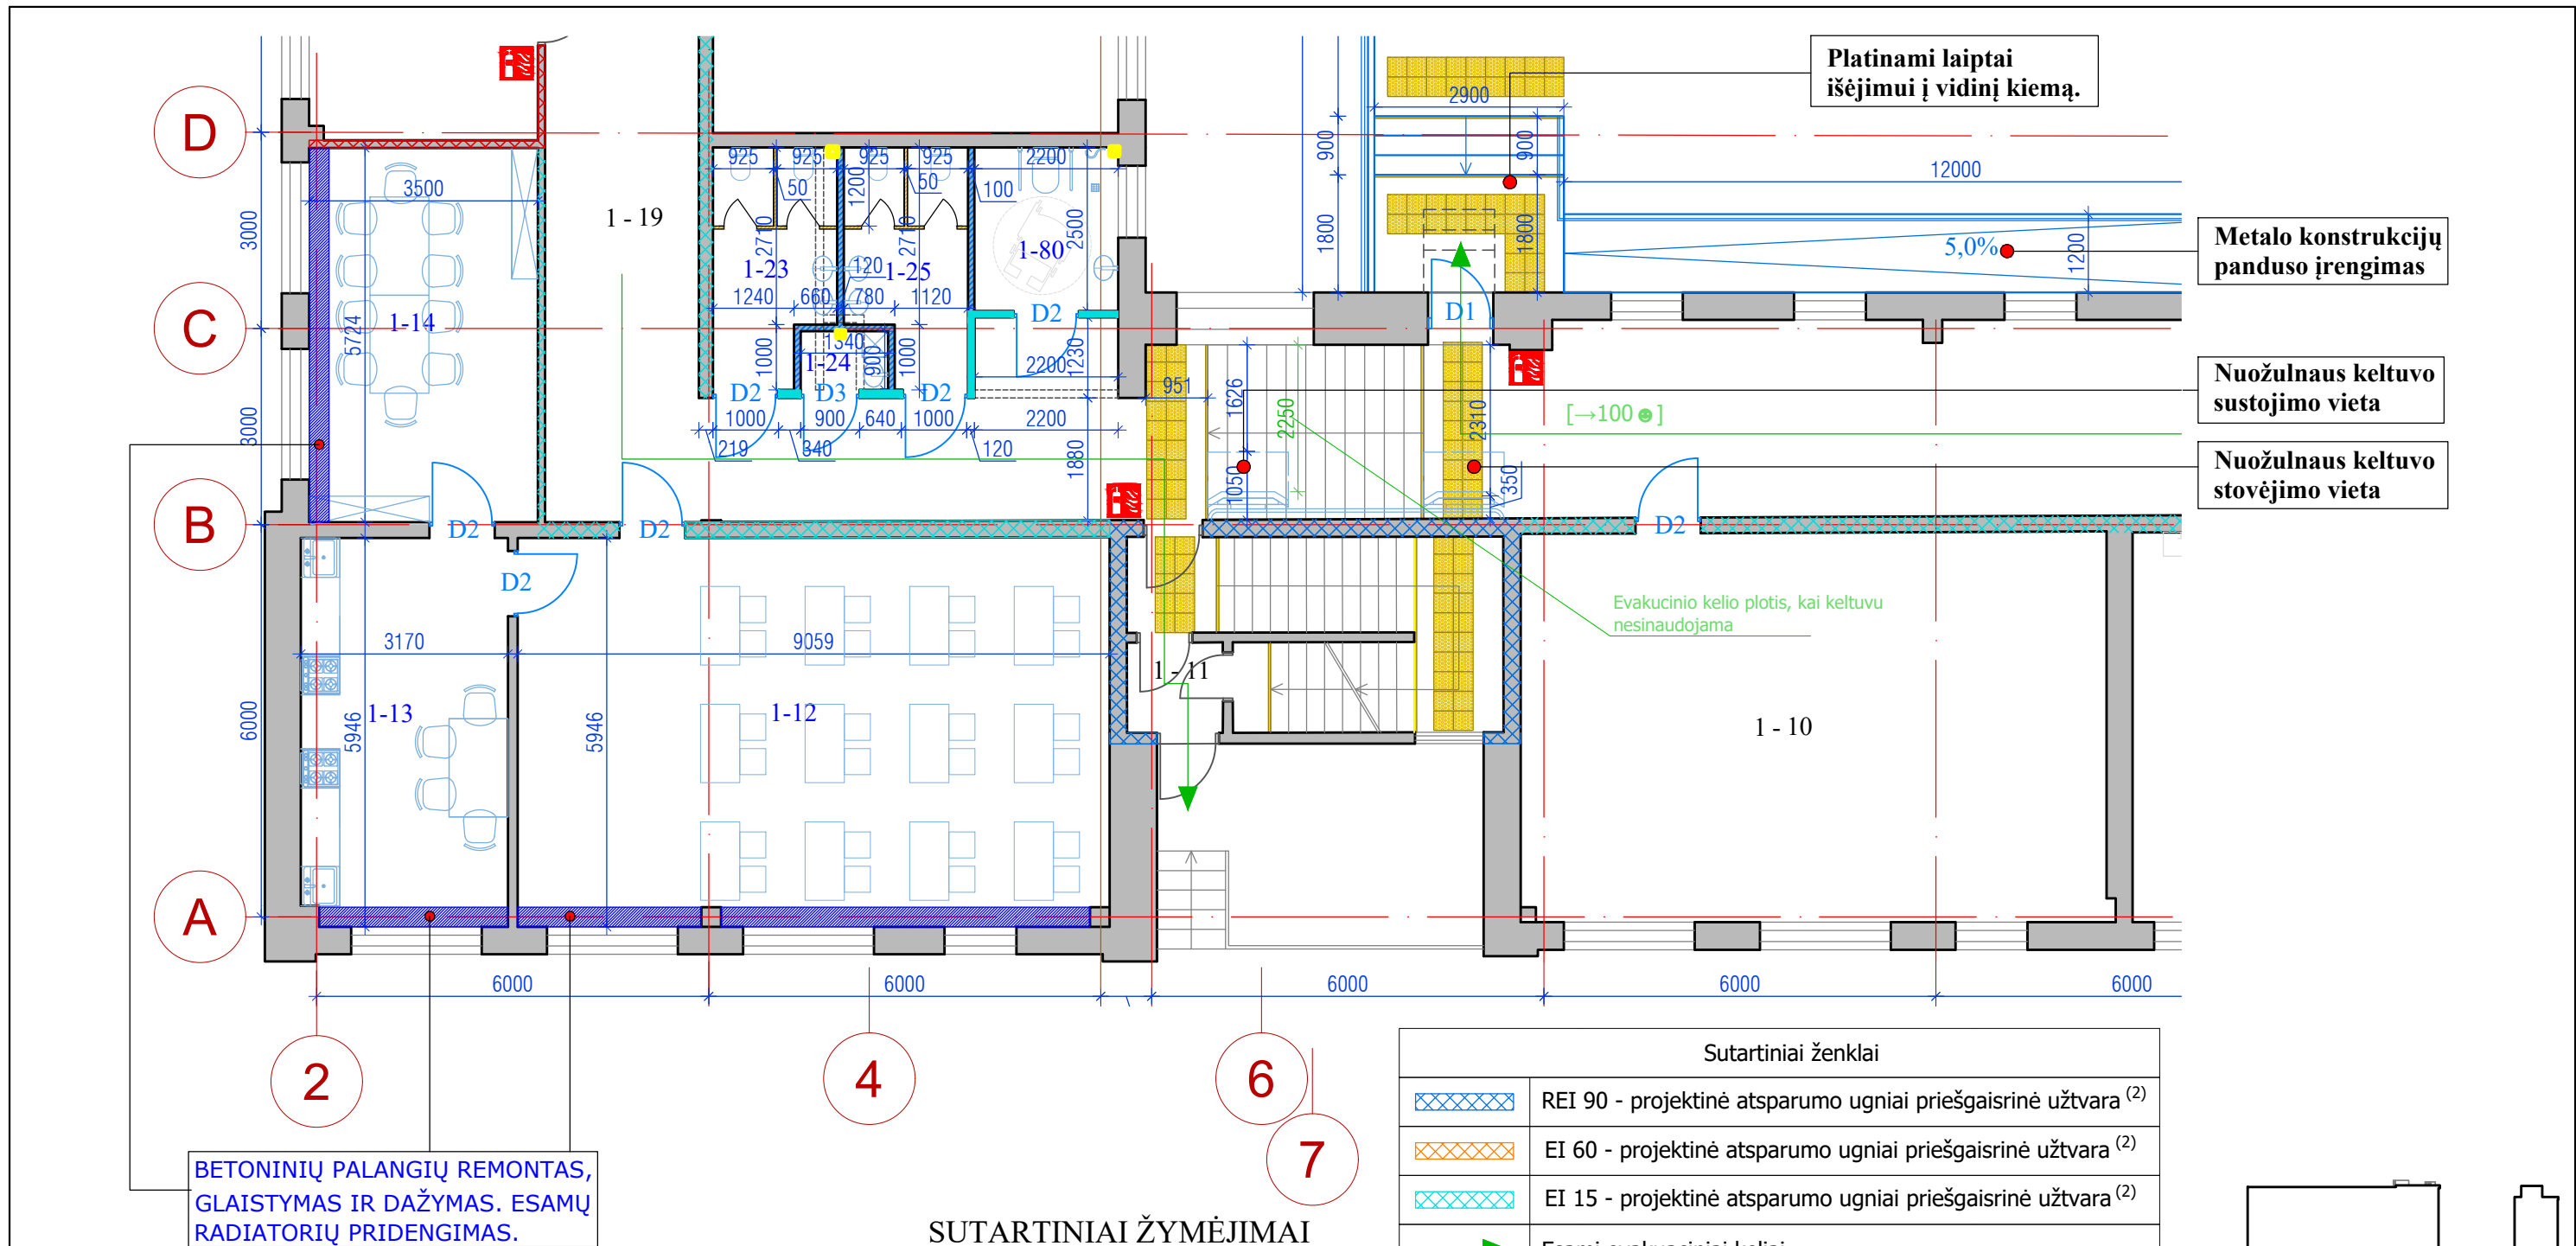 Platinami laiptai
išėjimui į vidinį kiemą.
2900
D
900
900
12000
925
925
925
925
2200
50
1200
50
100
3500
1 - 19
3000
2710
2710
2500
1800
1800
5,0%
1200
Metalo konstrukcijų
panduso įrengimas
1-23
120
1-25
1-80
1240
660
780
1120
C
1-14
5724
D2
D1
1340
1-24
1000
900
1000
1230
2200
951
1626
2250
2310
Nuožulnaus keltuvo
sustojimo vieta
D2
D3
D2
1000
900
640
1000
2200
[→100☻]
3000
219
340
120
1880
1050
350
Nuožulnaus keltuvo
stovėjimo vieta
B
D2
D2
D2
D2
Evakucinio kelio plotis, kai keltuvu
nesinaudojama
3170
9059
1 - 11
6000
1-13
5946
5946
1-12
1 - 10
A
6000
6000
6000
6000
6000
2
4
6
7
Sutartiniai ženklai
REI 90 - projektinė atsparumo ugniai priešgaisrinė užtvara (2)
EI 60 - projektinė atsparumo ugniai priešgaisrinė užtvara (2)
EI 15 - projektinė atsparumo ugniai priešgaisrinė užtvara (2)
Esami evakuaciniai keliai
BETONINIŲ PALANGIŲ REMONTAS,
GLAISTYMAS IR DAŽYMAS. ESAMŲ
RADIATORIŲ PRIDENGIMAS.
SUTARTINIAI ŽYMĖJIMAI